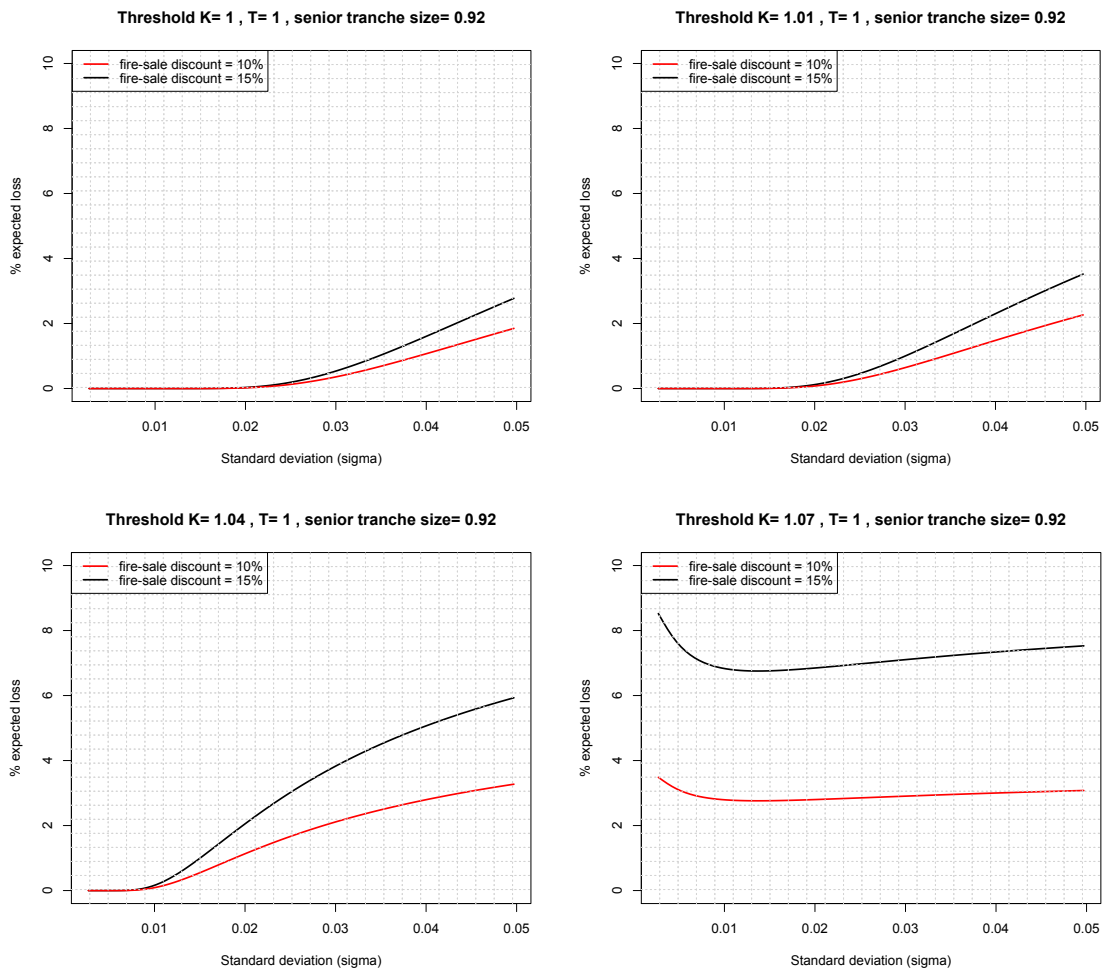 Threshold K= 1 , T= 1 , senior tranche size= 0.92
fire-sale discount = 10%
fire-sale discount = 15%
10
8
6
4
2
0
% expected loss
0.01 0.02 0.03 0.04 0.05
Standard deviation (sigma)
Threshold K= 1.01 , T= 1 , senior tranche size= 0.92
fire-sale discount = 10%
fire-sale discount = 15%
10
8
6
4
2
0
% expected loss
0.01 0.02 0.03 0.04 0.05
Standard deviation (sigma)
Threshold K= 1.04 , T= 1 , senior tranche size= 0.92
fire-sale discount = 10%
fire-sale discount = 15%
10
8
6
4
2
0
% expected loss
0.01 0.02 0.03 0.04 0.05
Standard deviation (sigma)
Threshold K= 1.07 , T= 1 , senior tranche size= 0.92
fire-sale discount = 10%
fire-sale discount = 15%
10
8
6
4
2
0
% expected loss
0.01 0.02 0.03 0.04 0.05
Standard deviation (sigma)